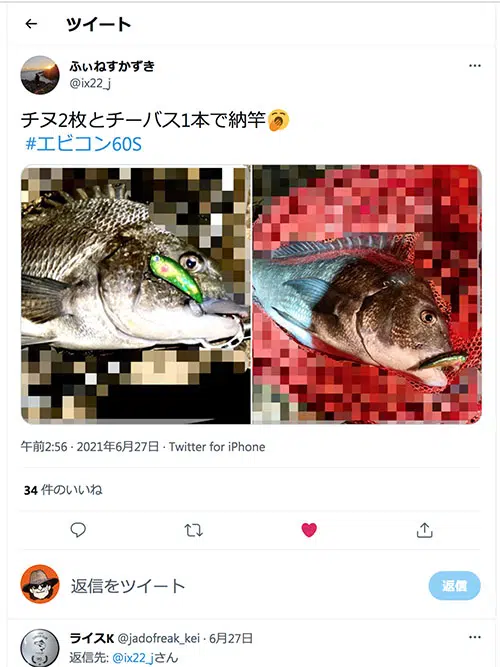 ツイート
ふぃねすかずき
@ix22_j
チヌ2枚とチーバス1本で納竿🥱
#エビコン60S
午前2:56 · 2021年6月27日 · Twitter for iPhone
34 件のいいね
返信をツイート
返信
ライスK @jadofreak_kei · 6月27日
返信先: @ix22_jさん